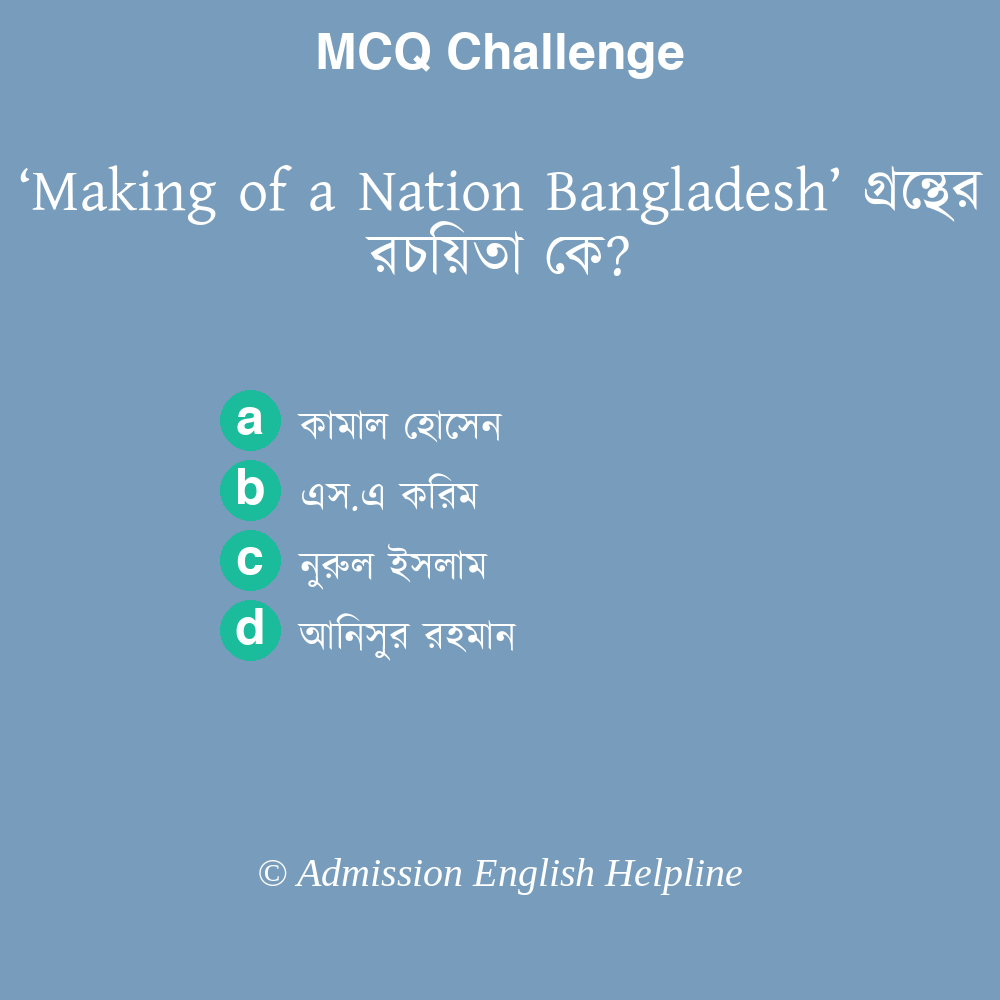 MCQ Challenge
‘Making of a Nation Bangladesh’ গ্রন্থের
রচয়িতা কে?
a কামাল হোসেন
b এস.এ করিম
c নুরুল ইসলাম
d আনিসুর রহমান
© Admission English Helpline